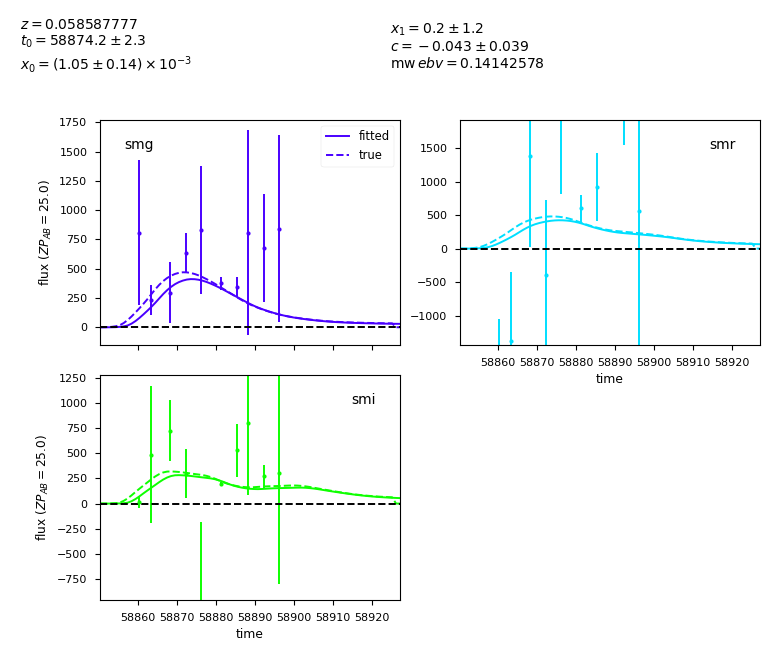 z = 0.058587777
t₀ = 58874.2 ± 2.3
x₀ = (1.05 ± 0.14) × 10⁻³
x₁ = 0.2 ± 1.2
c = −0.043 ± 0.039
mwebv = 0.14142578
smg
fitted
true
1750
1500
1250
1000
750
500
250
0
flux (ZP_AB = 25.0)
smr
1500
1000
500
0
−500
−1000
58860 58870 58880 58890 58900 58910 58920
time
smi
1250
1000
750
500
250
0
−250
−500
−750
flux (ZP_AB = 25.0)
58860 58870 58880 58890 58900 58910 58920
time